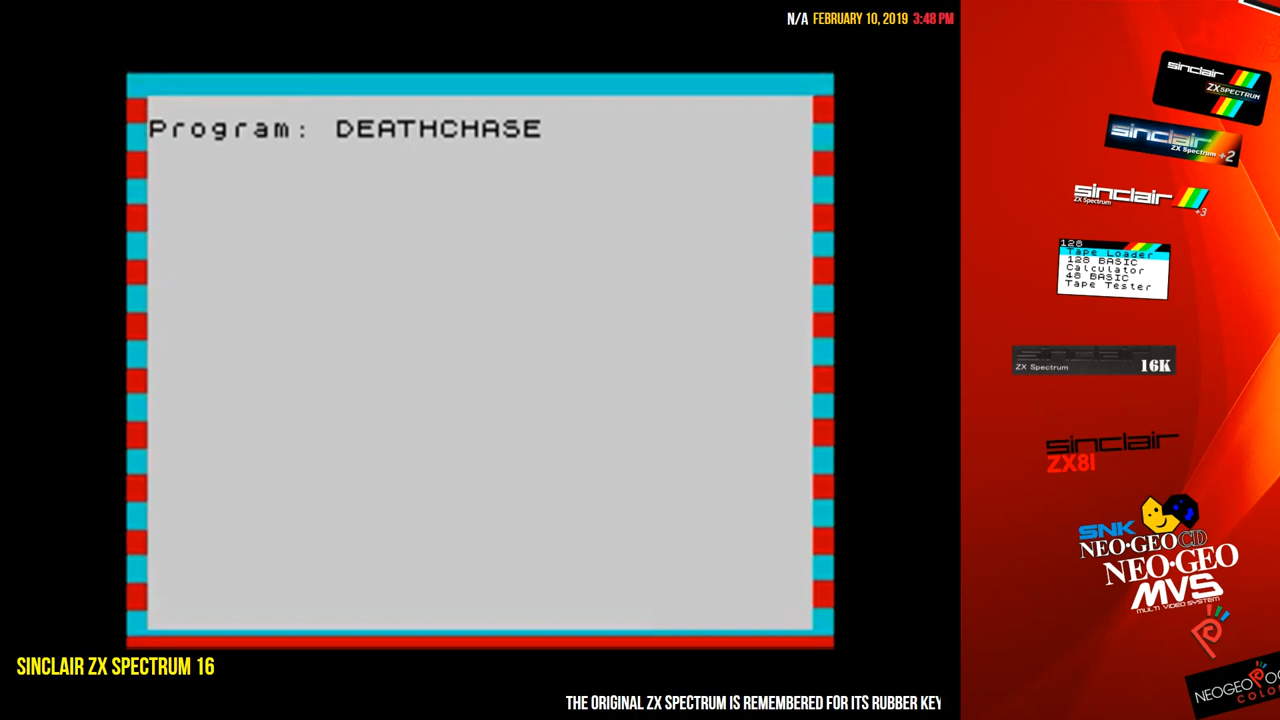 N/A FEBRUARY 10, 2019 3:48 PM
Program: DEATHCHASE
SINCLAIR ZX SPECTRUM 16
THE ORIGINAL ZX SPECTRUM IS REMEMBERED FOR ITS RUBBER KEY
sinclair
ZX SPECTRUM
sinclair
ZX Spectrum +2
sinclair
ZX Spectrum
+3
128
Tape Loader
128 BASIC
Calculator
48 BASIC
Tape Tester
ZX Spectrum 16K
sinclair
ZX81
SNK
NEO·GEO CD
NEO·GEO
MVS
MULTI VIDEO SYSTEM
NEOGEO PO
COLO